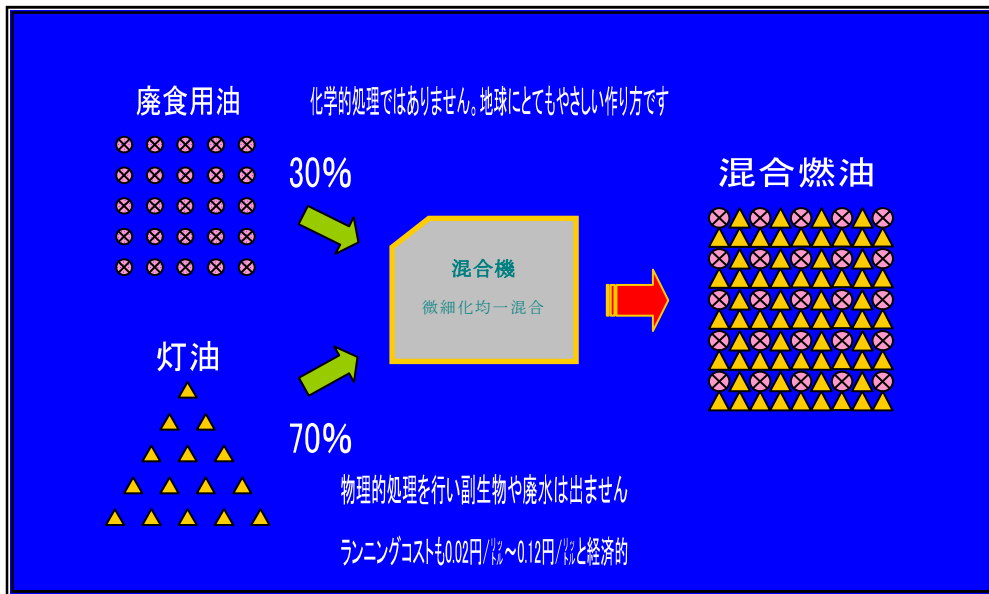 廃食用油
化学的処理ではありません。地球にとてもやさしい作り方です
30%
混合燃油
混合機
微細化均一混合
灯油
70%
物理的処理を行い副生物や廃水は出ません
ランニングコストも0.02円/㍑~0.12円/㍑と経済的